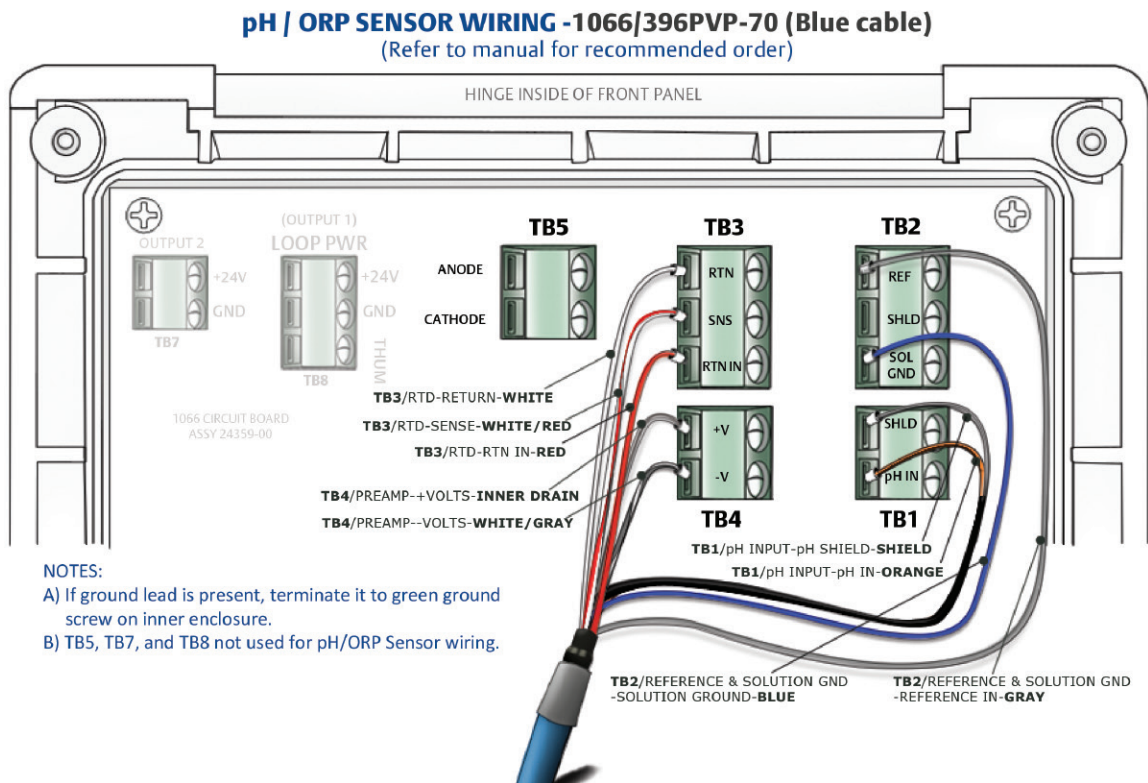 pH / ORP SENSOR WIRING -1066/396PVP-70 (Blue cable)
(Refer to manual for recommended order)
HINGE INSIDE OF FRONT PANEL
OUTPUT 2
+24V
GND
TB7
(OUTPUT 1)
LOOP PWR
+24V
GND
THUM
TB8
1066 CIRCUIT BOARD
ASSY 24359-00
TB5
ANODE
CATHODE
TB3
RTN
SNS
RTN IN
TB2
REF
SHLD
SOL
GND
TB3/RTD-RETURN-WHITE
TB3/RTD-SENSE-WHITE/RED
TB3/RTD-RTN IN-RED
TB4/PREAMP-+VOLTS-INNER DRAIN
TB4/PREAMP--VOLTS-WHITE/GRAY
+V
-V
TB4
SHLD
pH IN
TB1
TB1/pH INPUT-pH SHIELD-SHIELD
TB1/pH INPUT-pH IN-ORANGE
NOTES:
A) If ground lead is present, terminate it to green ground
screw on inner enclosure.
B) TB5, TB7, and TB8 not used for pH/ORP Sensor wiring.
TB2/REFERENCE & SOLUTION GND
-SOLUTION GROUND-BLUE
TB2/REFERENCE & SOLUTION GND
-REFERENCE IN-GRAY